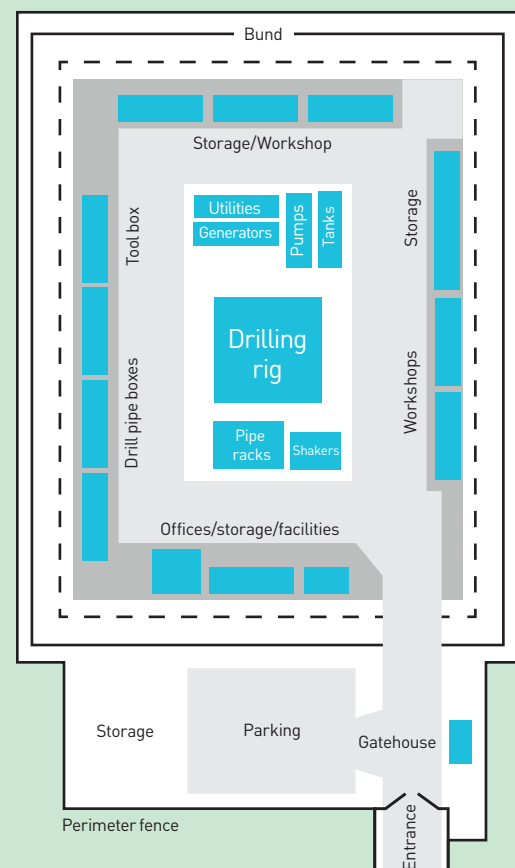 Bund
Storage/Workshop
Tool box
Utilities
Generators
Pumps
Tanks
Storage
Drilling
rig
Drill pipe boxes
Workshops
Pipe
racks
Shakers
Offices/storage/facilities
Storage
Parking
Gatehouse
Perimeter fence
Entrance